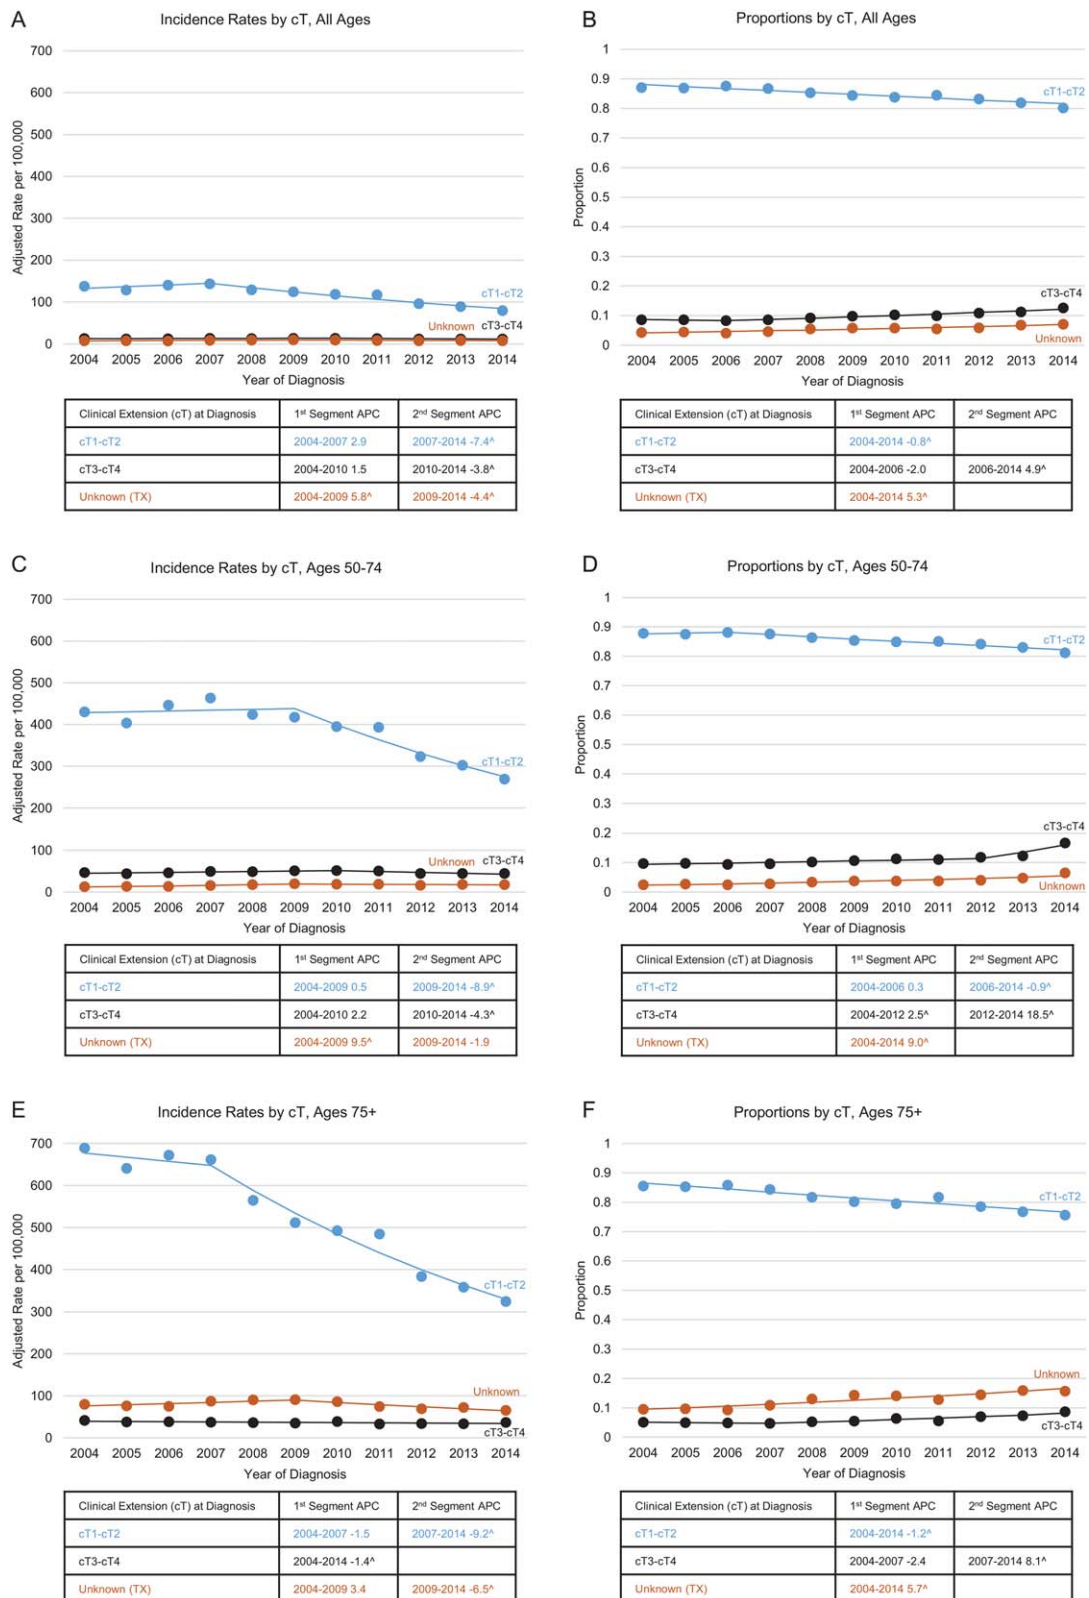 A
Incidence Rates by cT, All Ages
Adjusted Rate per 100,000
700
600
500
400
300
200
100
0
cT1-cT2
Unknown cT3-cT4
2004 2005 2006 2007 2008 2009 2010 2011 2012 2013 2014
Year of Diagnosis
Clinical Extension (cT) at Diagnosis 1st Segment APC 2nd Segment APC
cT1-cT2 2004-2007 2.9 2007-2014 -7.4^
cT3-cT4 2004-2010 1.5 2010-2014 -3.8^
Unknown (TX) 2004-2009 5.8^ 2009-2014 -4.4^
B
Proportions by cT, All Ages
Proportion
1
0.9
0.8
0.7
0.6
0.5
0.4
0.3
0.2
0.1
0
cT1-cT2
cT3-cT4
Unknown
2004 2005 2006 2007 2008 2009 2010 2011 2012 2013 2014
Year of Diagnosis
Clinical Extension (cT) at Diagnosis 1st Segment APC 2nd Segment APC
cT1-cT2 2004-2014 -0.8^
cT3-cT4 2004-2006 -2.0 2006-2014 4.9^
Unknown (TX) 2004-2014 5.3^
C
Incidence Rates by cT, Ages 50-74
Adjusted Rate per 100,000
700
600
500
400
300
200
100
0
cT1-cT2
Unknown cT3-cT4
2004 2005 2006 2007 2008 2009 2010 2011 2012 2013 2014
Year of Diagnosis
Clinical Extension (cT) at Diagnosis 1st Segment APC 2nd Segment APC
cT1-cT2 2004-2009 0.5 2009-2014 -8.9^
cT3-cT4 2004-2010 2.2 2010-2014 -4.3^
Unknown (TX) 2004-2009 9.5^ 2009-2014 -1.9
D
Proportions by cT, Ages 50-74
Proportion
1
0.9
0.8
0.7
0.6
0.5
0.4
0.3
0.2
0.1
0
cT1-cT2
cT3-cT4
Unknown
2004 2005 2006 2007 2008 2009 2010 2011 2012 2013 2014
Year of Diagnosis
Clinical Extension (cT) at Diagnosis 1st Segment APC 2nd Segment APC
cT1-cT2 2004-2006 0.3 2006-2014 -0.9^
cT3-cT4 2004-2012 2.5^ 2012-2014 18.5^
Unknown (TX) 2004-2014 9.0^
E
Incidence Rates by cT, Ages 75+
Adjusted Rate per 100,000
700
600
500
400
300
200
100
0
cT1-cT2
Unknown
cT3-cT4
2004 2005 2006 2007 2008 2009 2010 2011 2012 2013 2014
Year of Diagnosis
Clinical Extension (cT) at Diagnosis 1st Segment APC 2nd Segment APC
cT1-cT2 2004-2007 -1.5 2007-2014 -9.2^
cT3-cT4 2004-2014 -1.4^
Unknown (TX) 2004-2009 3.4 2009-2014 -6.5^
F
Proportions by cT, Ages 75+
Proportion
1
0.9
0.8
0.7
0.6
0.5
0.4
0.3
0.2
0.1
0
cT1-cT2
Unknown
cT3-cT4
2004 2005 2006 2007 2008 2009 2010 2011 2012 2013 2014
Year of Diagnosis
Clinical Extension (cT) at Diagnosis 1st Segment APC 2nd Segment APC
cT1-cT2 2004-2014 -1.2^
cT3-cT4 2004-2007 -2.4 2007-2014 8.1^
Unknown (TX) 2004-2014 5.7^